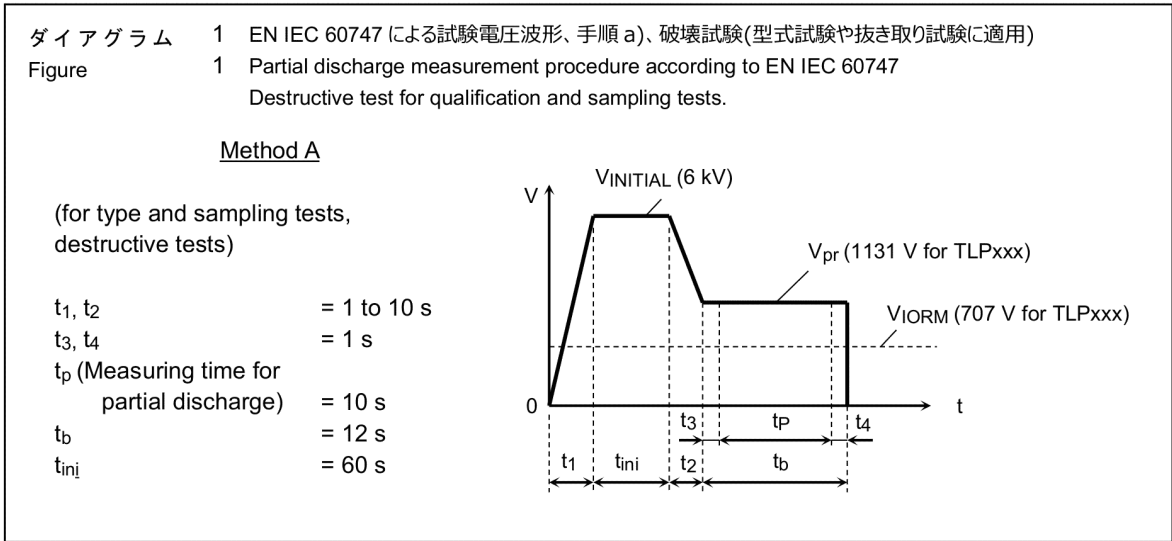 ダイアグラム 1 EN IEC 60747 による試験電圧波形、手順 a)、破壊試験(型式試験や抜き取り試験に適用)
Figure 1 Partial discharge measurement procedure according to EN IEC 60747
Destructive test for qualification and sampling tests.
Method A
(for type and sampling tests,
destructive tests)
t1, t2 = 1 to 10 s
t3, t4 = 1 s
tp (Measuring time for
partial discharge) = 10 s
tb = 12 s
tini = 60 s
V
VINITIAL (6 kV)
Vpr (1131 V for TLPxxx)
VIORM (707 V for TLPxxx)
0
t
t3 tP t4
t1 tini t2 tb